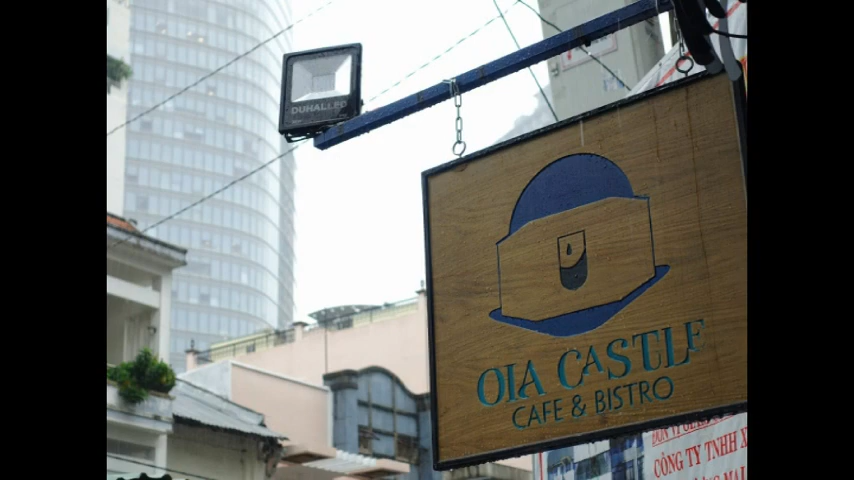 DUHALLED
OIA CASTLE
CAFE & BISTRO
CÔNG TY TNHH X